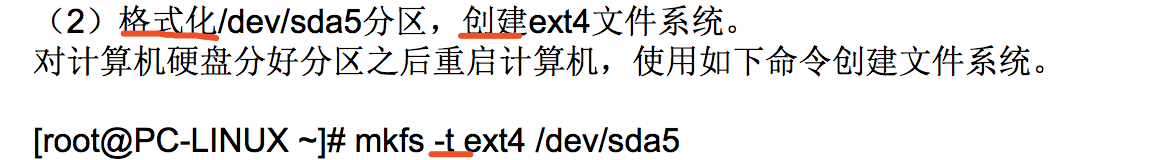 （2）格式化/dev/sda5分区，创建ext4文件系统。
对计算机硬盘分好分区之后重启计算机，使用如下命令创建文件系统。
[root@PC-LINUX ~]# mkfs -t ext4 /dev/sda5